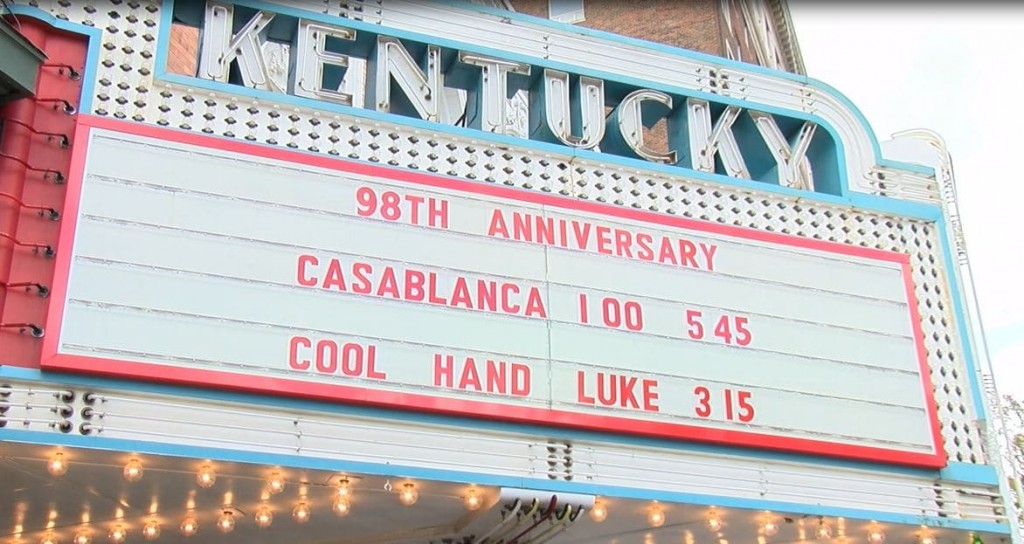 KENTUCKY
98TH ANNIVERSARY
CASABLANCA 1 00 5 45
COOL HAND LUKE 3 15